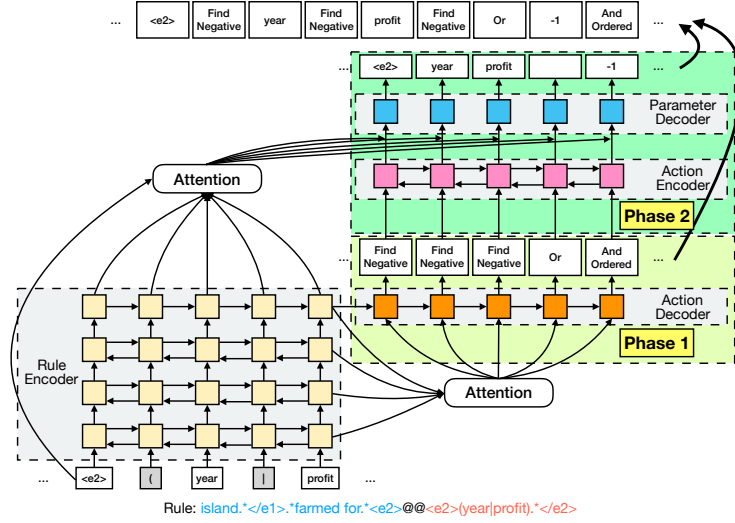 ... <e2> Find Negative year Find Negative profit Find Negative Or -1 And Ordered ...
... <e2> year profit -1 ...
Parameter Decoder
Attention
Action Encoder
Phase 2
... Find Negative Find Negative Find Negative Or And Ordered ...
Action Decoder
Phase 1
Rule Encoder
Attention
... <e2> ( year | profit ...
Rule: island.*</e1>.*farmed for.*<e2>@@<e2>(year|profit).*</e2>